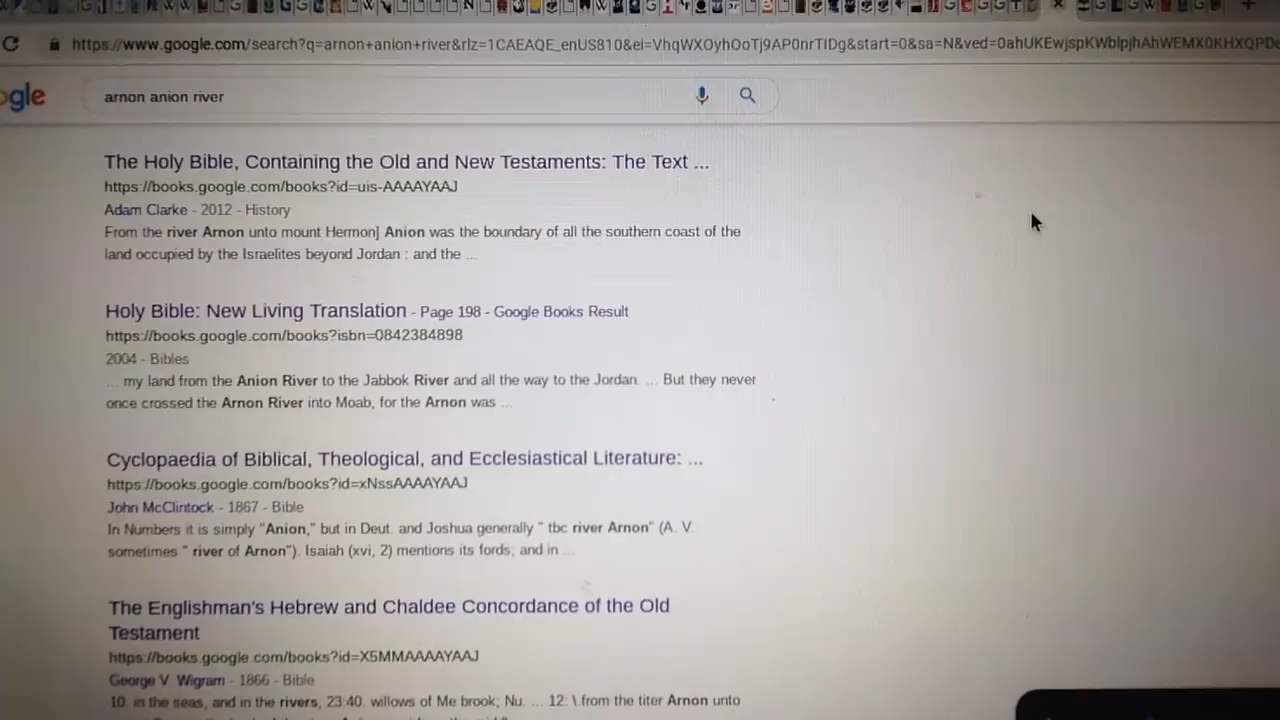 https://www.google.com/search?q=arnon+anion+river&rlz=1CAEAQE_enUS810&ei=VhqWXOyhOoTj9AP0nrTIDg&start=0&sa=N&ved=0ahUKEwjspKWblpjhAhWEMX0KHXQPD
ogle
arnon anion river
The Holy Bible, Containing the Old and New Testaments: The Text ...
https://books.google.com/books?id=uis-AAAAYAAJ
Adam Clarke - 2012 - History
From the river Arnon unto mount Hermon] Anion was the boundary of all the southern coast of the
land occupied by the Israelites beyond Jordan : and the ...
Holy Bible: New Living Translation - Page 198 - Google Books Result
https://books.google.com/books?isbn=0842384898
2004 - Bibles
... my land from the Anion River to the Jabbok River and all the way to the Jordan. ... But they never
once crossed the Arnon River into Moab, for the Arnon was ...
Cyclopaedia of Biblical, Theological, and Ecclesiastical Literature: ...
https://books.google.com/books?id=xNssAAAAYAAJ
John McClintock - 1867 - Bible
In Numbers it is simply "Anion," but in Deut. and Joshua generally " tbc river Arnon" (A. V.
sometimes " river of Arnon"). Isaiah (xvi, 2) mentions its fords; and in ...
The Englishman's Hebrew and Chaldee Concordance of the Old
Testament
https://books.google.com/books?id=X5MMAAAAYAAJ
George V. Wigram - 1866 - Bible
10. in the seas, and in the rivers, 23:40. willows of Me brook; Nu. ... 12: \.from the titer Arnon unto